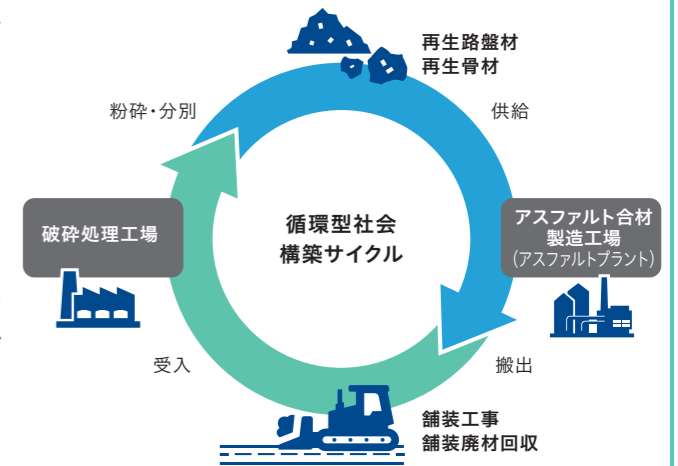 再生路盤材
再生骨材
粉砕・分別
供給
破砕処理工場
循環型社会
構築サイクル
アスファルト合材
製造工場
(アスファルトプラント)
受入
搬出
舗装工事
舗装廃材回収